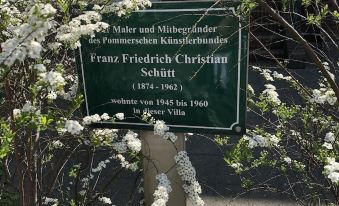 er Maler und Mitbegründer
des Pommerschen Künstlerbundes
Franz Friedrich Christian
Schütt
(1874 - 1962)
wohnte von 1945 bis 1960
in dieser Villa